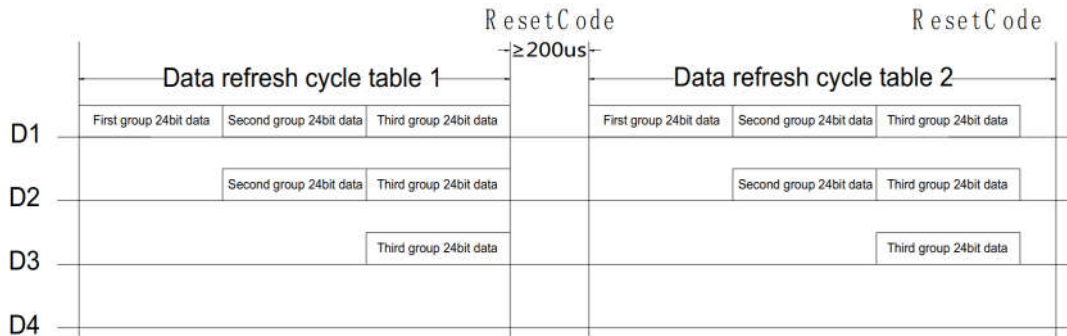 ResetCode ResetCode
≥200us
Data refresh cycle table 1 Data refresh cycle table 2
D1 First group 24bit data Second group 24bit data Third group 24bit data First group 24bit data Second group 24bit data Third group 24bit data
D2 Second group 24bit data Third group 24bit data Second group 24bit data Third group 24bit data
D3 Third group 24bit data Third group 24bit data
D4